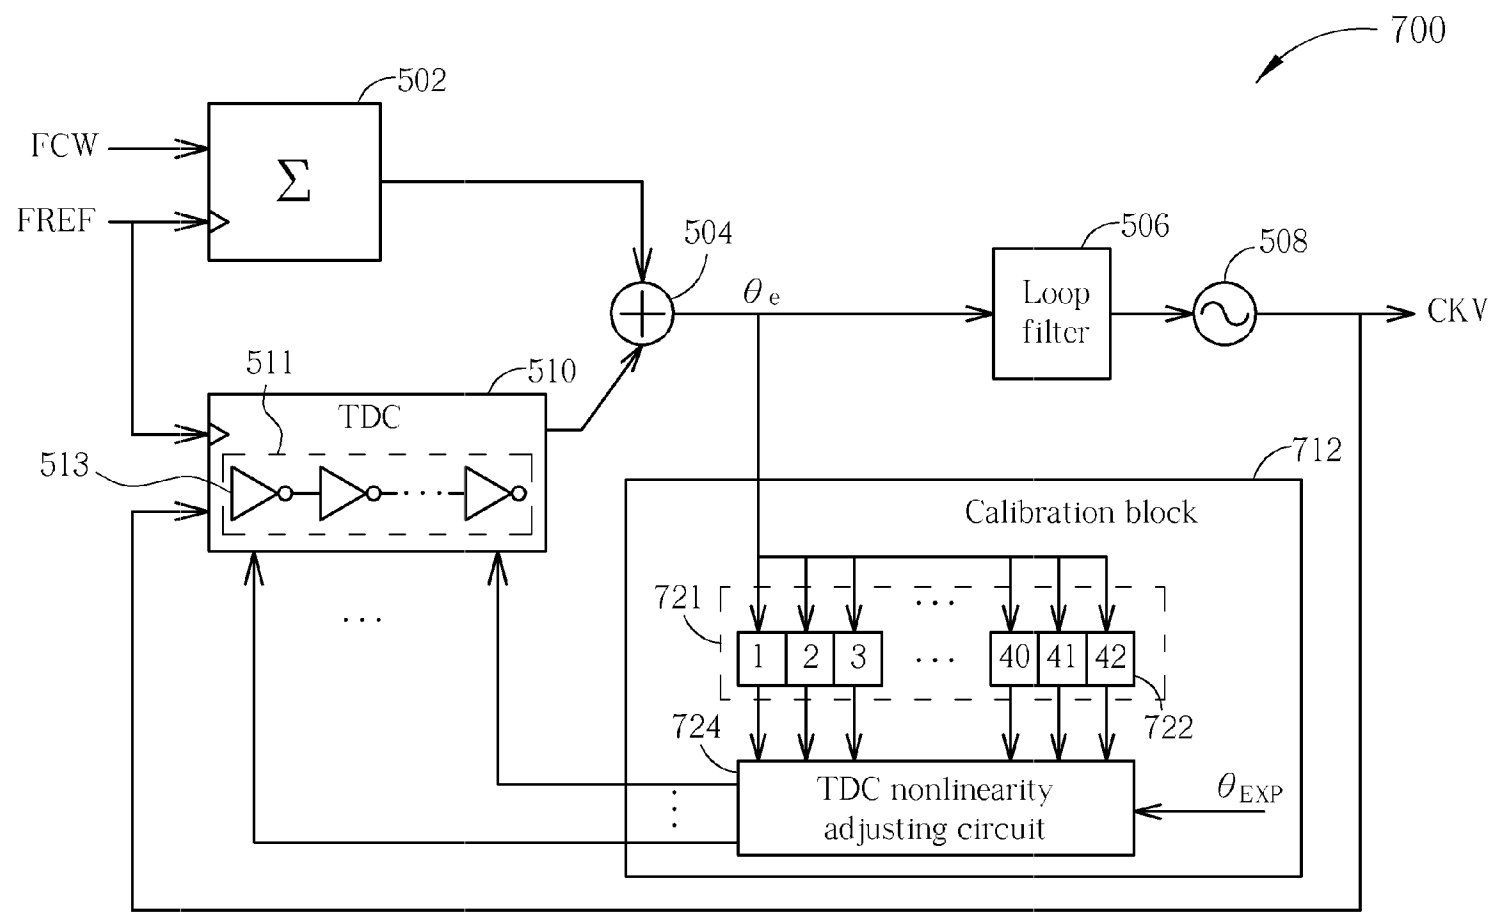 700
502
FCW
Σ
FREF
504
506
508
θe
Loop
filter
CKV
511
510
TDC
513
712
Calibration block
721
...
...
1 2 3 ... 40 41 42
724
722
TDC nonlinearity
adjusting circuit
θEXP